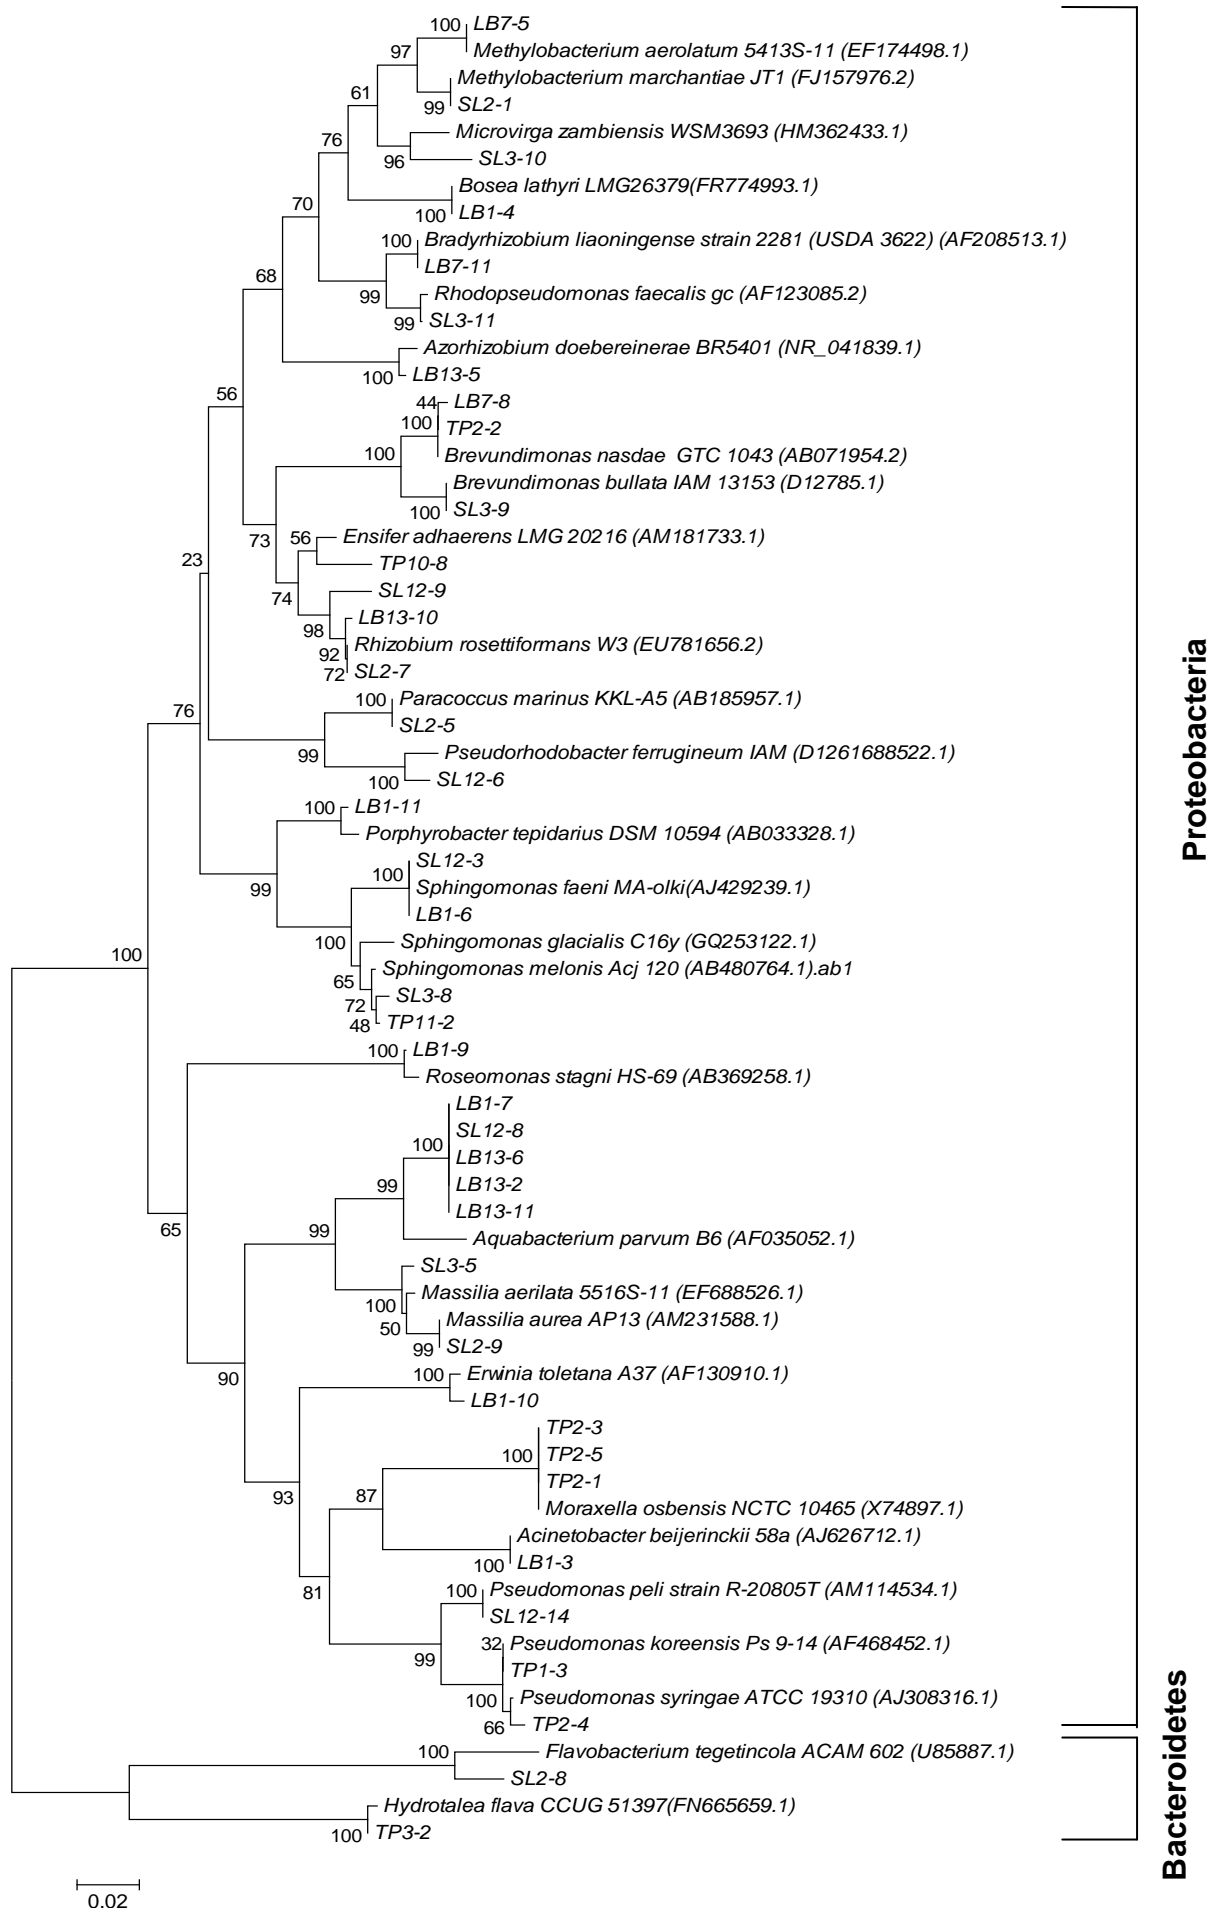 100 LB7-5
97 Methylobacterium aerolatum 5413S-11 (EF174498.1)
Methylobacterium marchantiae JT1 (FJ157976.2)
61 99 SL2-1
Microvirga zambiensis WSM3693 (HM362433.1)
76 96 SL3-10
Bosea lathyri LMG26379(FR774993.1)
70 100 LB1-4
100 Bradyrhizobium liaoningense strain 2281 (USDA 3622) (AF208513.1)
LB7-11
68 99 Rhodopseudomonas faecalis gc (AF123085.2)
99 SL3-11
Azorhizobium doebereinerae BR5401 (NR_041839.1)
100 LB13-5
56 44 LB7-8
100 TP2-2
100 Brevundimonas nasdae GTC 1043 (AB071954.2)
Brevundimonas bullata IAM 13153 (D12785.1)
100 SL3-9
73 56 Ensifer adhaerens LMG 20216 (AM181733.1)
23 TP10-8
74 SL12-9
98 LB13-10
92 Rhizobium rosettiformans W3 (EU781656.2)
72 SL2-7
76 100 Paracoccus marinus KKL-A5 (AB185957.1)
SL2-5
99 Pseudorhodobacter ferrugineum IAM (D1261688522.1)
100 SL12-6
100 LB1-11
Porphyrobacter tepidarius DSM 10594 (AB033328.1)
SL12-3
99 100 Sphingomonas faeni MA-olki(AJ429239.1)
LB1-6
100 100 Sphingomonas glacialis C16y (GQ253122.1)
65 Sphingomonas melonis Acj 120 (AB480764.1).ab1
72 SL3-8
48 TP11-2
100 LB1-9
Roseomonas stagni HS-69 (AB369258.1)
LB1-7
SL12-8
100 LB13-6
99 LB13-2
65 99 LB13-11
Aquabacterium parvum B6 (AF035052.1)
SL3-5
100 Massilia aerilata 5516S-11 (EF688526.1)
50 Massilia aurea AP13 (AM231588.1)
99 SL2-9
90 100 Erwinia toletana A37 (AF130910.1)
LB1-10
TP2-3
100 TP2-5
TP2-1
93 87 Moraxella osbensis NCTC 10465 (X74897.1)
Acinetobacter beijerinckii 58a (AJ626712.1)
100 LB1-3
81 100 Pseudomonas peli strain R-20805T (AM114534.1)
SL12-14
99 32 Pseudomonas koreensis Ps 9-14 (AF468452.1)
TP1-3
100 Pseudomonas syringae ATCC 19310 (AJ308316.1)
66 TP2-4
100 Flavobacterium tegetincola ACAM 602 (U85887.1)
SL2-8
Hydrotalea flava CCUG 51397(FN665659.1)
100 TP3-2
0.02
Proteobacteria
Bacteroidetes